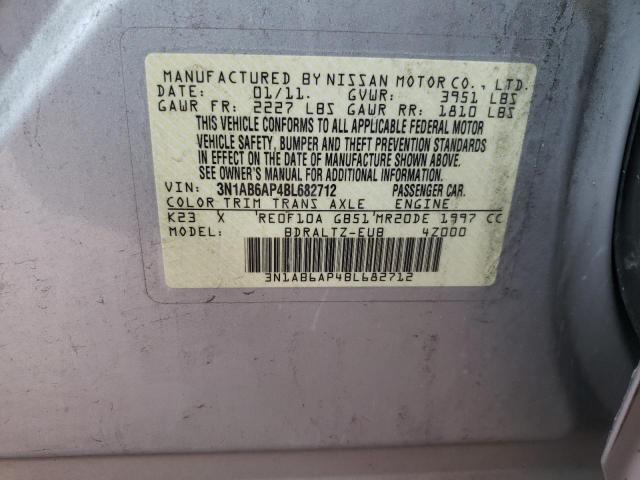 MANUFACTURED BY NISSAN MOTOR CO., LTD.
DATE: 01/11. GVWR: 3951 LBS
GAWR FR: 2227 LBS GAWR RR: 1810 LBS
THIS VEHICLE CONFORMS TO ALL APPLICABLE FEDERAL MOTOR
VEHICLE SAFETY, BUMPER AND THEFT PREVENTION STANDARDS
IN EFFECT ON THE DATE OF MANUFACTURE SHOWN ABOVE.
SEE OWNER'S MANUAL FOR ADDITIONAL INFORMATION.
VIN: 3N1AB6AP4BL682712 PASSENGER CAR.
COLOR TRIM TRANS AXLE ENGINE
K23 X RE0F10A GB51 MR20DE 1997 CC
MODEL: BDRALTZ-EUB 4Z000
3N1AB6AP4BL682712